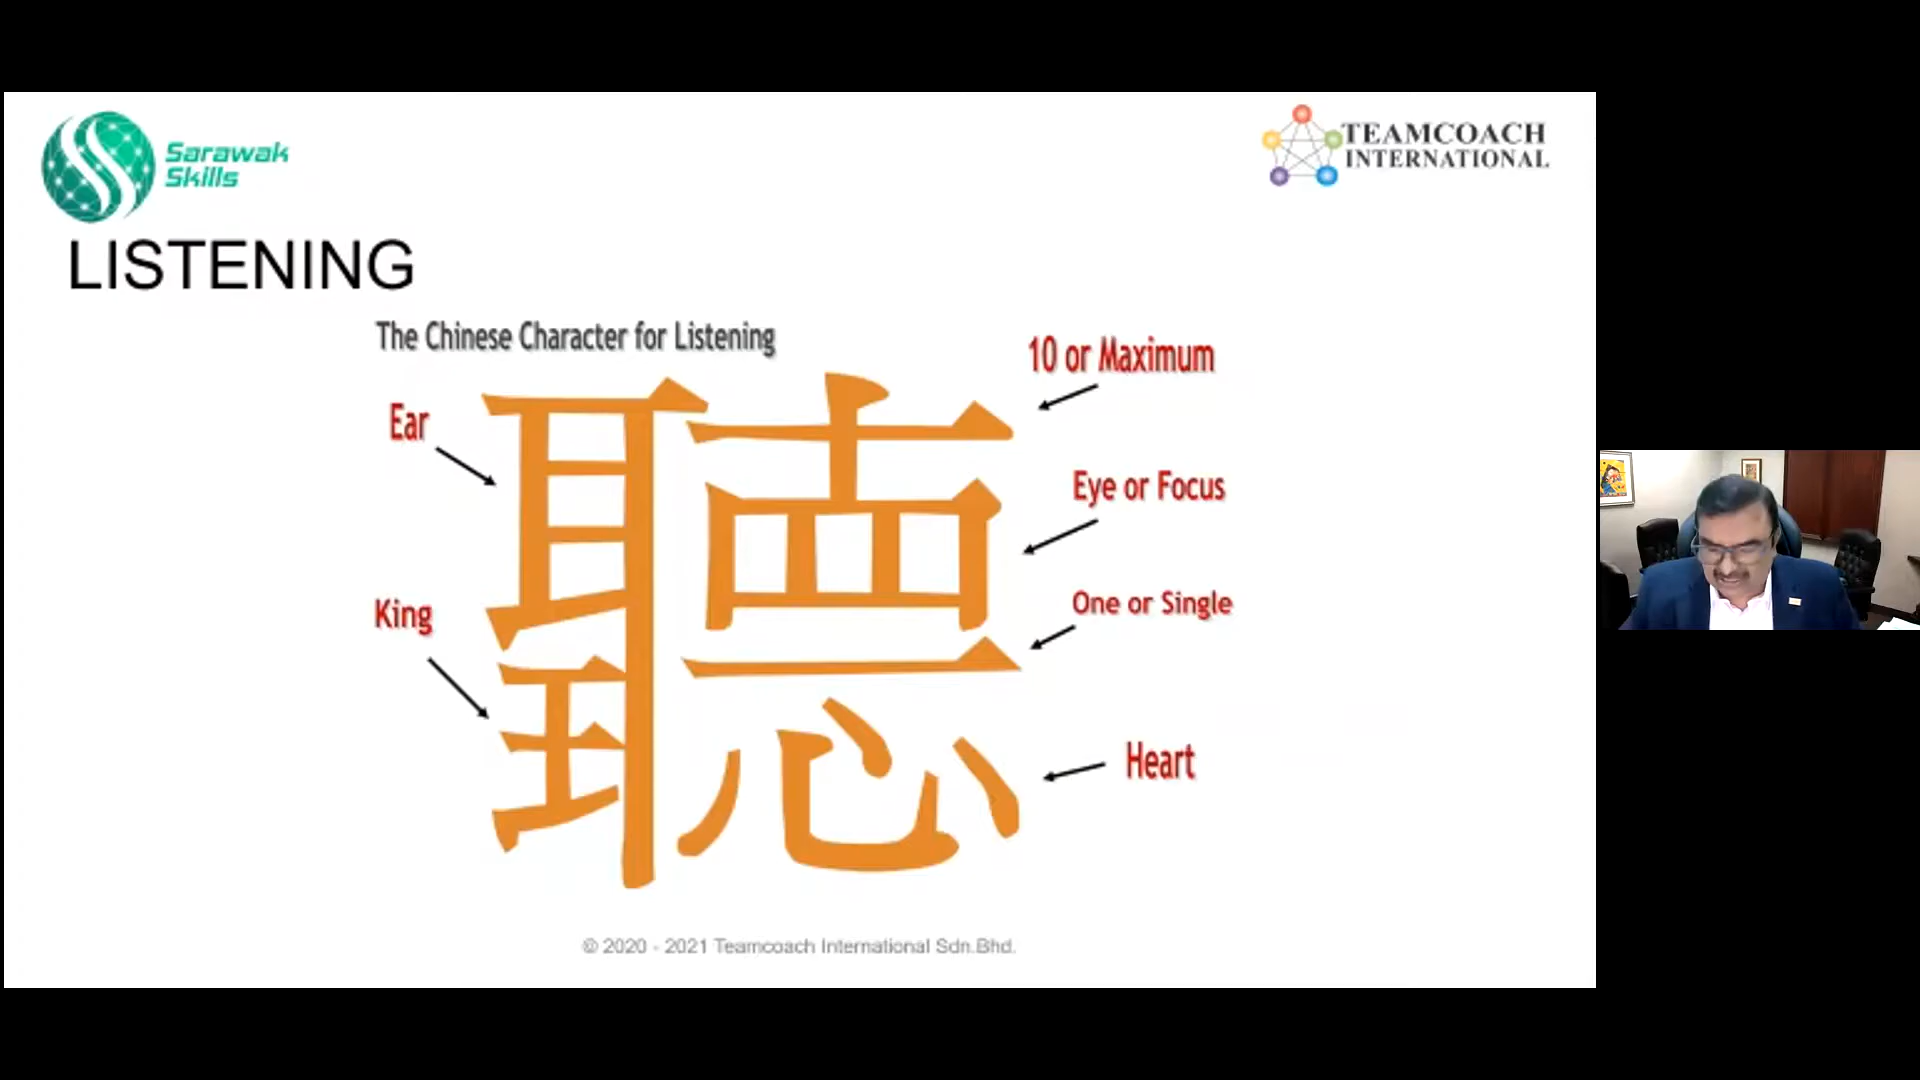 Sarawak
Skills
TEAMCOACH
INTERNATIONAL
LISTENING
The Chinese Character for Listening
10 or Maximum
Ear
Eye or Focus
One or Single
King
Heart
聽
© 2020 - 2021 Teamcoach International Sdn.Bhd.